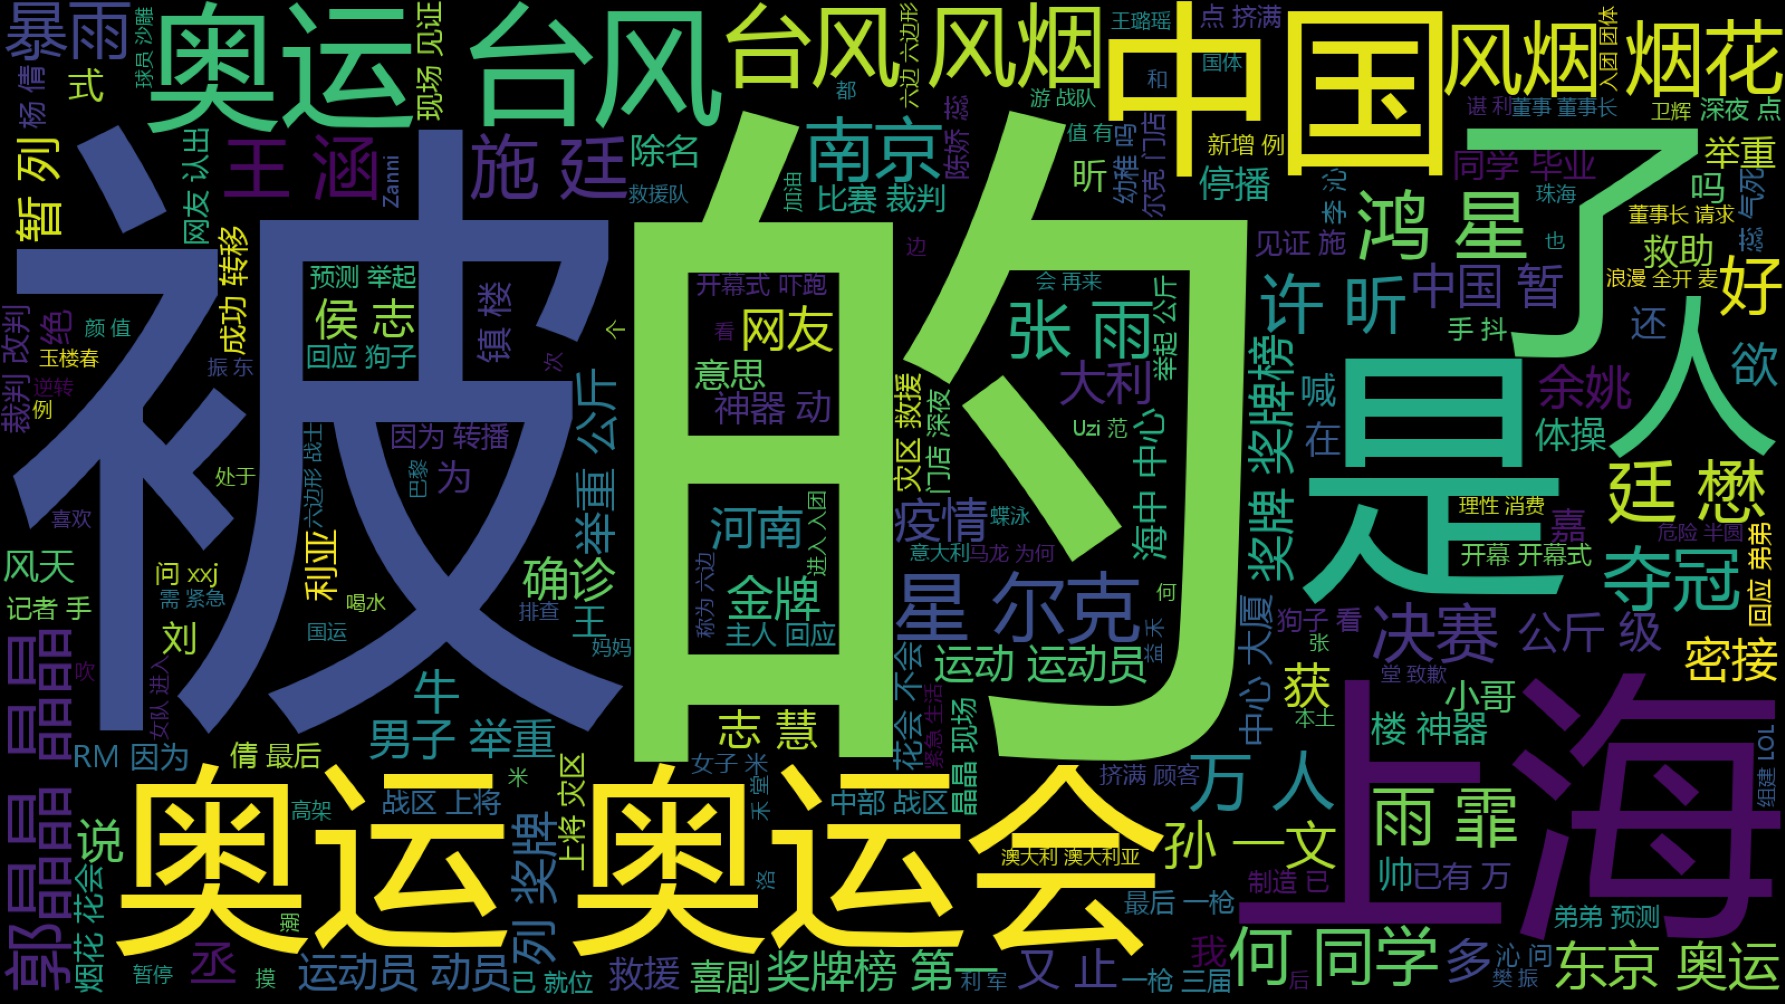 暴雨
奥运
球员 沙雕
现场 见证
台风
台风
六边 六边形
风烟
中国
王璐瑶
点 挤满
国体
和
风烟
入团 团体
烟花
杨 倩
式
都
游 战队
谌 利
董事 董事长
卫辉
深夜 点
暂 列
网友 认出
王 涵
Zanni
施 廷
除名
救援队
加油
南京
比赛 裁判
陈娇
揿
值 有
昕
幼稚 吗
尔克 门店
新增 例
停播
李 沁
同学 毕业
珠海
举重
吗
气死
董事长 请求
被
的
了
边
见证 施
鸿 星
也
救助
浪漫 全开 麦
成功 转移
预测 举起
侯 志
回应 狗子
镇 楼
个
次
开幕式 吓跑
看
网友
意思
神器 动
会 再来
张 雨
举起 公斤
大利
许 昕
中国 暂
手 抖
还
好
欲
裁判 改判
绝
颜 值
玉楼春
逆转
例
振 东
因为 转播
巴黎
为
六边形 战士
举重 公斤
灾区 救援
门店 深夜
Uzi 范
海中 中心
奖牌 奖牌榜
喊
在
是
余姚
体操
人
处于
喜欢
利亚
河南
进入 入团
疫情
蝶泳
意大利
马龙 为何
何
理性 消费
嘉
开幕 开幕式
廷 懋
危险 半圆
夺冠
回应 弟弟
风天
记者 手
问 xxj
需 紧急
刘
喝水
国运
确诊
排查
王
妈妈
称为 六边
金牌
主人 回应
星 尔克
益 禾
运动 运动员
中心 大厦
狗子 看
张
决赛
公斤 级
密接
郭晶晶 晶晶
吹
女队 进入
牛
男子 举重
RM 因为
倩 最后
志 慧
女子 米
花会 不会
紧急 生活
晶晶 现场
获
本土
堂 致歉
小哥
楼 神器
上海
组建 LOL
奥运 奥运会
高架
战区 上将
米
上将 灾区
禾 堂
中部 战区
挤满 顾客
万 人
雨 霏
说
烟花 花会
列 奖牌
洛
澳大利 澳大利亚
孙 一文
制造 已
帅
已有 万
最后 一枪
弟弟 预测
潮
丞
暂停
摸
运动员 动员
已 就位
救援
喜剧
奖牌榜 第一
利 军
又 止
一枪 三届
我
何 同学
后
多
沁 问
樊 振
东京 奥运